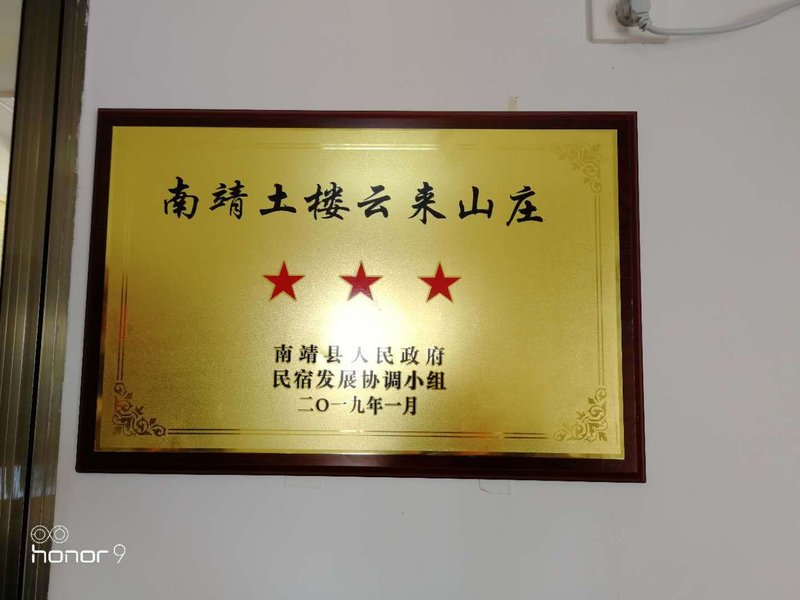 南靖土楼云来山庄
南靖县人民政府
民宿发展协调小组
二〇一九年一月
honor 9